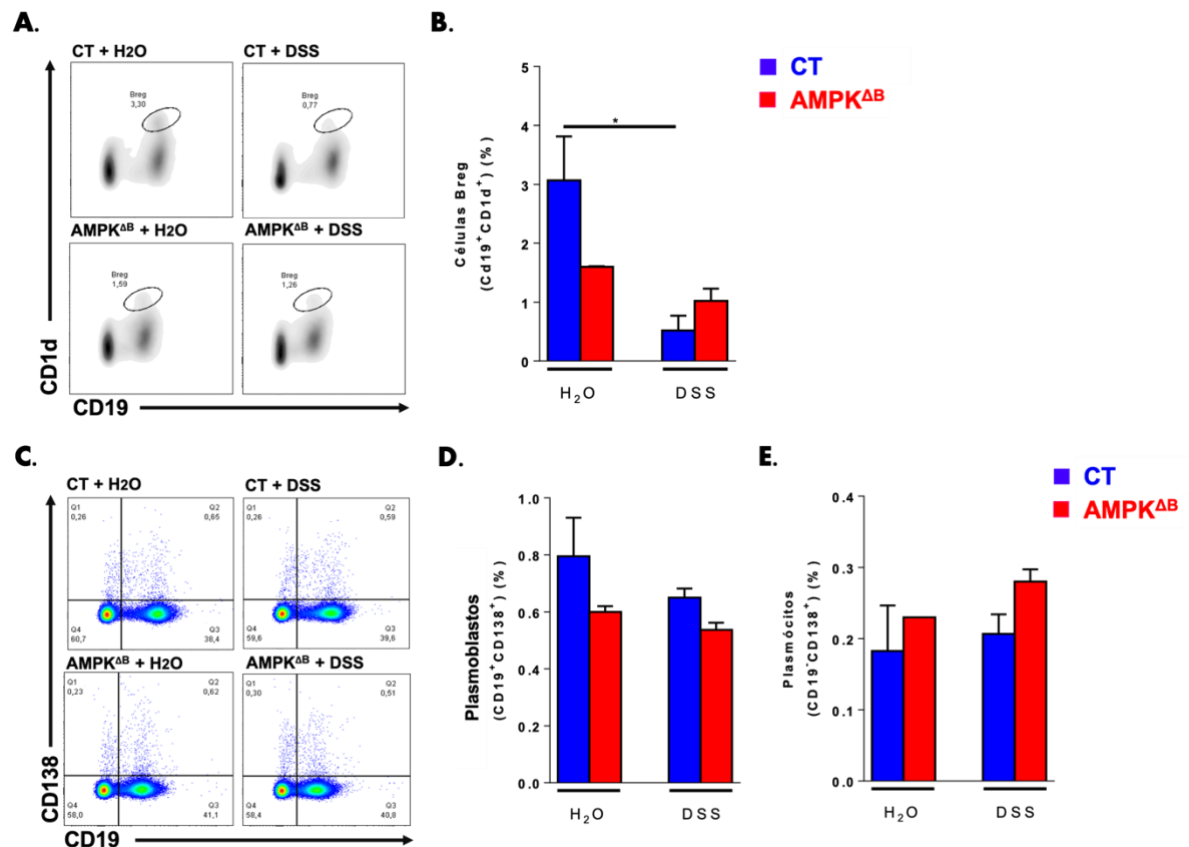 A.
CT + H2O
CT + DSS
Breg
3,30
Breg
0,77
AMPKΔB + H2O
AMPKΔB + DSS
Breg
1,59
Breg
1,26
CD1d
CD19
B.
CT
AMPKΔB
Células Breg
(Cd19+CD1d+) (%)
5
4
3
2
1
0
*
H2O
DSS
C.
CT + H2O
CT + DSS
Q1
0,26
Q2
0,65
Q4
60,7
Q3
38,4
Q1
0,26
Q2
0,59
Q4
59,6
Q3
39,6
AMPKΔB + H2O
AMPKΔB + DSS
Q1
0,23
Q2
0,62
Q4
58,0
Q3
41,1
Q1
0,30
Q2
0,51
Q4
58,4
Q3
40,8
CD138
CD19
D.
Plasmoblastos
(CD19+CD138+) (%)
1.0
0.8
0.6
0.4
0.2
0.0
H2O
DSS
E.
CT
AMPKΔB
Plasmócitos
(CD19-CD138+) (%)
0.4
0.3
0.2
0.1
0.0
H2O
DSS